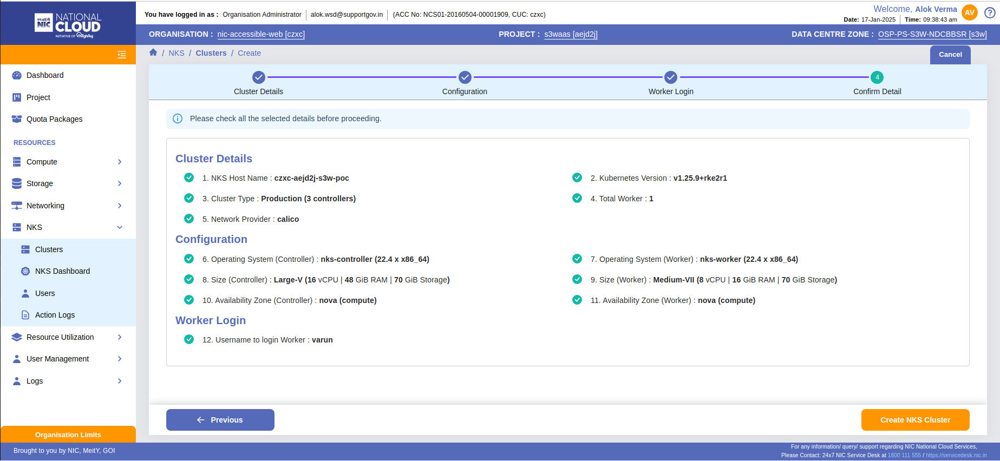 एन आई सी
NIC
NATIONAL
CLOUD
INITIATIVE OF MeghRaj
You have logged in as : Organisation Administrator alok.wsd@supportgov.in (ACC No: NCS01-20160504-00001909, CUC: czxc)
Welcome, Alok Verma AV
Date: 17-Jan-2025 Time: 09:38:43 am
ORGANISATION : nic-accessible-web [czxc] PROJECT : s3waas [aejd2j] DATA CENTRE ZONE : OSP-PS-S3W-NDCBBSR [s3w]
/ NKS / Clusters / Create
Cancel
Dashboard
Project
Quota Packages
RESOURCES
Compute
Storage
Networking
NKS
Clusters
NKS Dashboard
Users
Action Logs
Resource Utilization
User Management
Logs
Organisation Limits
4
Cluster Details Configuration Worker Login Confirm Detail
Please check all the selected details before proceeding.
Cluster Details
1. NKS Host Name : czxc-aejd2j-s3w-poc
2. Kubernetes Version : v1.25.9+rke2r1
3. Cluster Type : Production (3 controllers)
4. Total Worker : 1
5. Network Provider : calico
Configuration
6. Operating System (Controller) : nks-controller (22.4 x x86_64)
7. Operating System (Worker) : nks-worker (22.4 x x86_64)
8. Size (Controller) : Large-V (16 vCPU | 48 GiB RAM | 70 GiB Storage)
9. Size (Worker) : Medium-VII (8 vCPU | 16 GiB RAM | 70 GiB Storage)
10. Availability Zone (Controller) : nova (compute)
11. Availability Zone (Worker) : nova (compute)
Worker Login
12. Username to login Worker : varun
Previous
Create NKS Cluster
Brought to you by NIC, MeitY, GOI
For any information/ query/ support regarding NIC National Cloud Services,
Please Contact: 24x7 NIC Service Desk at 1800 111 555 / https://servicedesk.nic.in